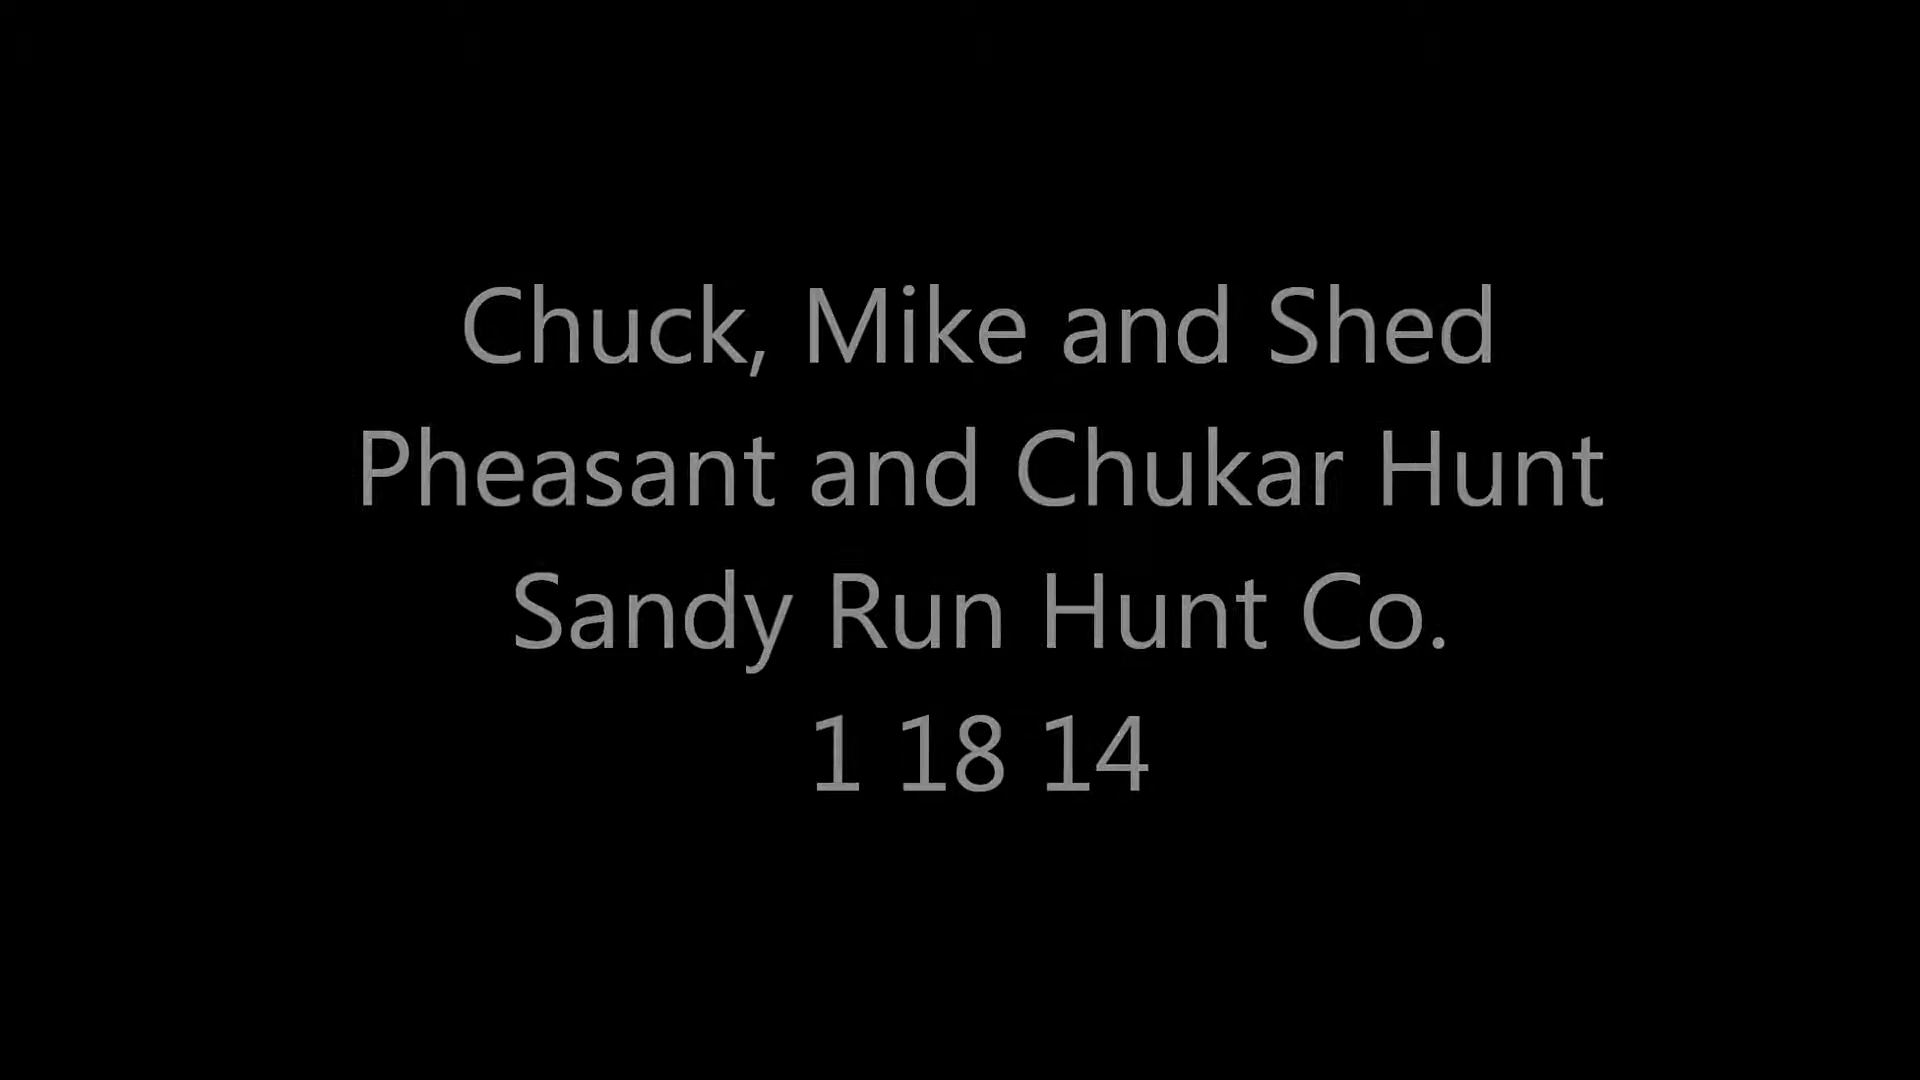 Chuck, Mike and Shed
Pheasant and Chukar Hunt
Sandy Run Hunt Co.
1 18 14